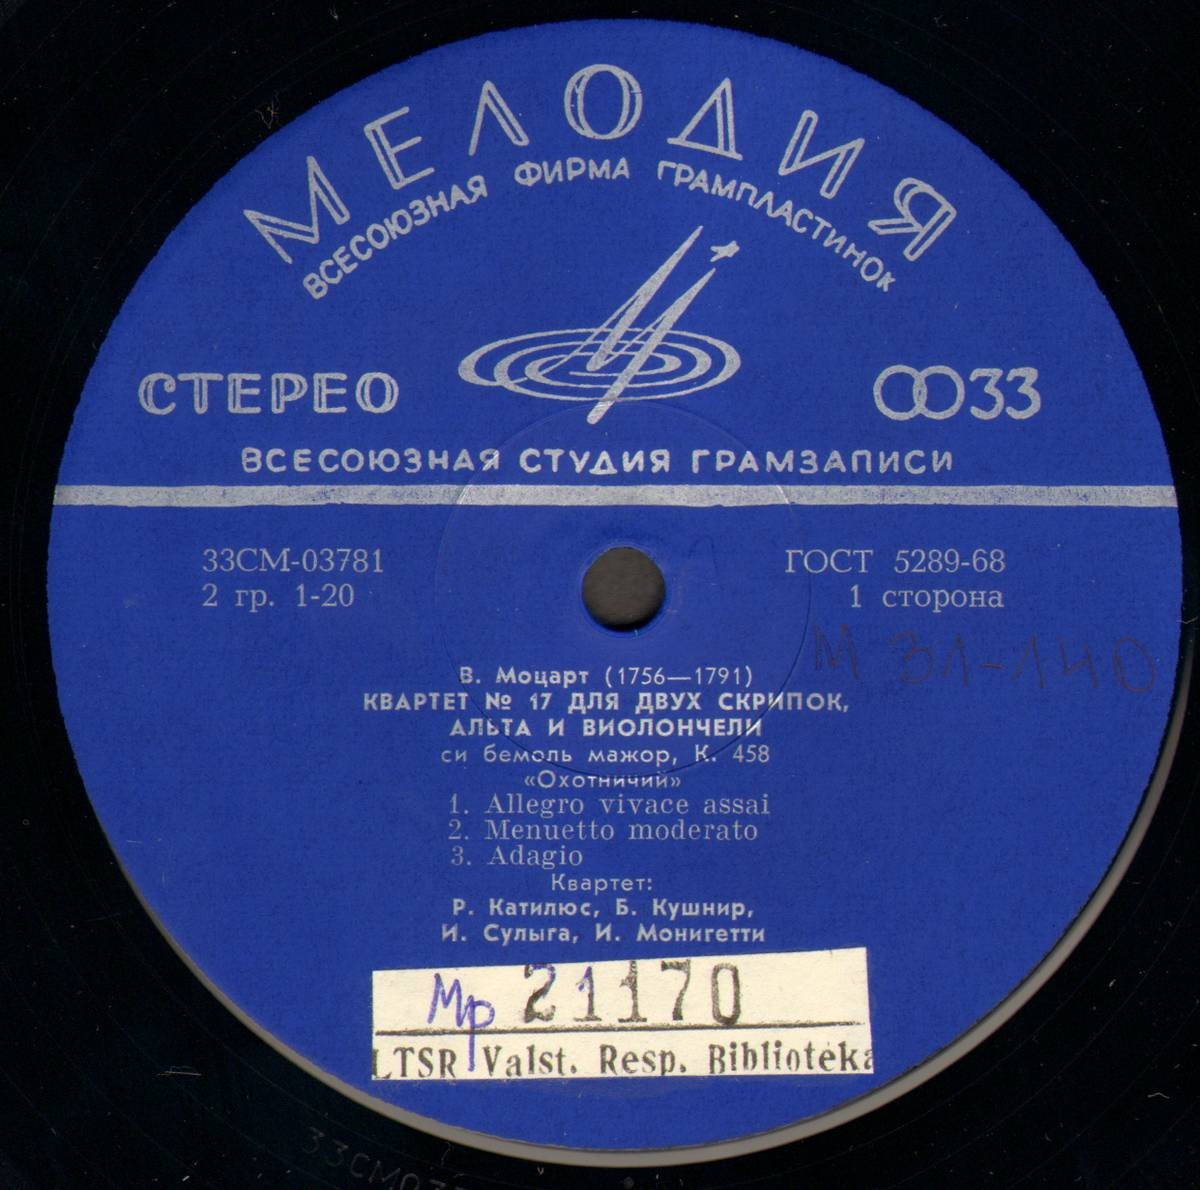 МЕЛОДИЯ
ВСЕСОЮЗНАЯ ФИРМА ГРАМПЛАСТИНОК
СТЕРЕО
33
ВСЕСОЮЗНАЯ СТУДИЯ ГРАМЗАПИСИ
33СМ-03781
ГОСТ 5289-68
2 гр. 1-20
1 сторона
М 31-140
В. Моцарт (1756—1791)
КВАРТЕТ № 17 ДЛЯ ДВУХ СКРИПОК,
АЛЬТА И ВИОЛОНЧЕЛИ
си бемоль мажор, К. 458
«Охотничий»
1. Allegro vivace assai
2. Menuetto moderato
3. Adagio
Квартет:
Р. Катилюс, Б. Кушнир,
И. Сулыга, И. Монигетти
Мр 21170
LTSR Valst. Resp. Biblioteka